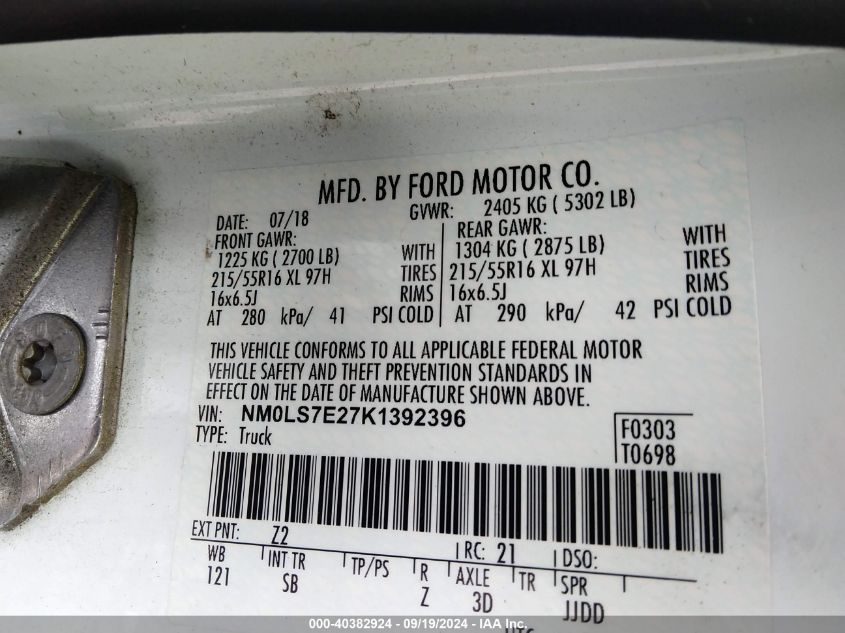 MFD. BY FORD MOTOR CO.
DATE: 07/18 GVWR: 2405 KG ( 5302 LB)
FRONT GAWR: REAR GAWR:
1225 KG ( 2700 LB) WITH 1304 KG ( 2875 LB) WITH
215/55R16 XL 97H TIRES 215/55R16 XL 97H TIRES
16x6.5J RIMS 16x6.5J RIMS
AT 280 kPa/ 41 PSI COLD AT 290 kPa/ 42 PSI COLD
THIS VEHICLE CONFORMS TO ALL APPLICABLE FEDERAL MOTOR
VEHICLE SAFETY AND THEFT PREVENTION STANDARDS IN
EFFECT ON THE DATE OF MANUFACTURE SHOWN ABOVE.
VIN: NM0LS7E27K1392396 F0303
TYPE: Truck T0698
EXT PNT: Z2 RC: 21 DSO:
WB INT TR TP/PS R AXLE TR SPR
121 SB Z 3D JJDD
000-40382924 - 09/19/2024 - IAA Inc.